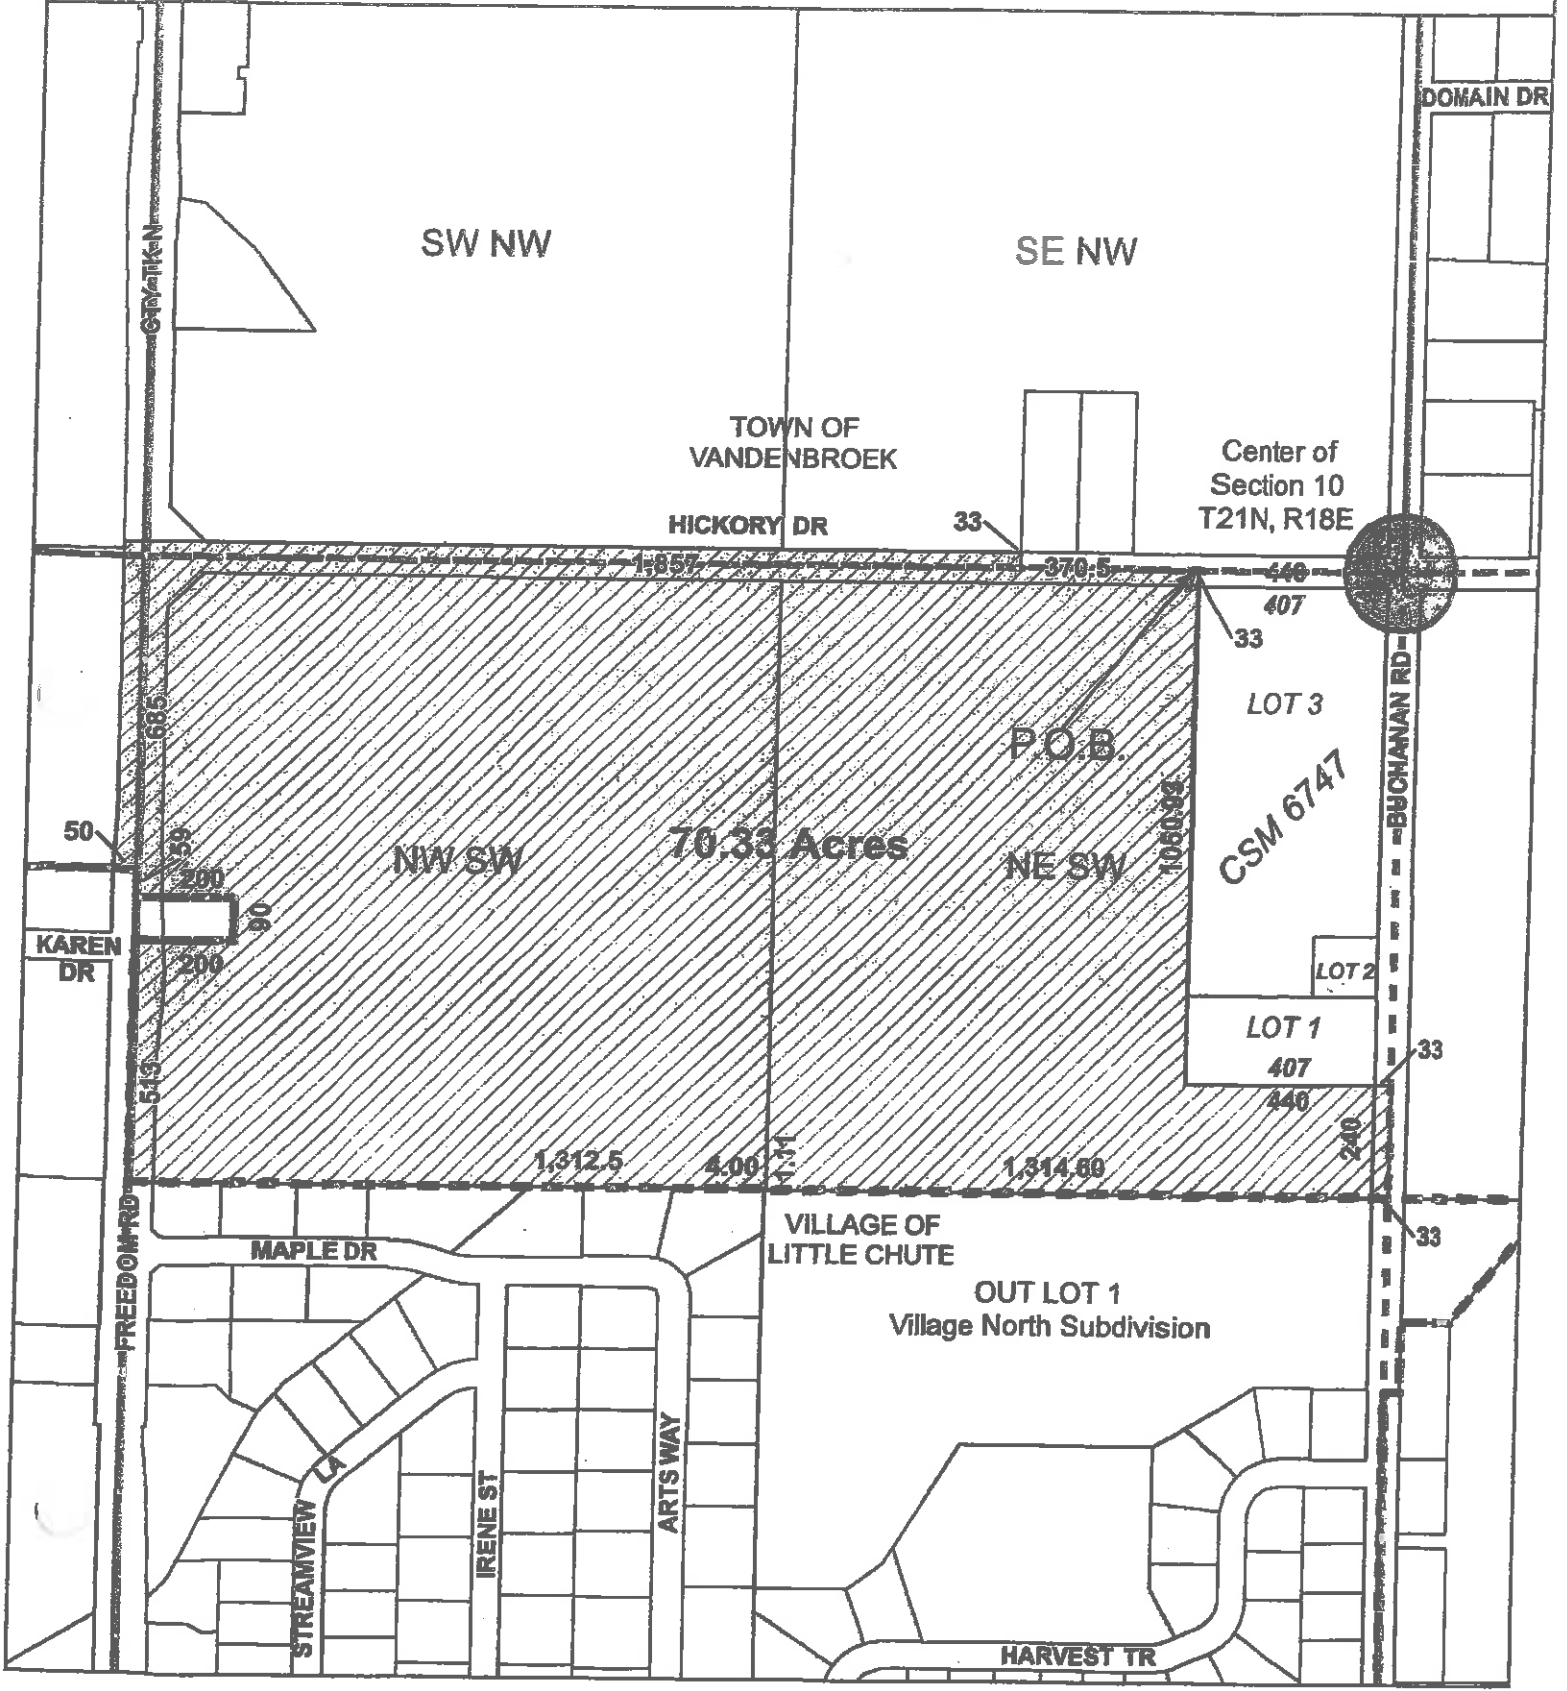 DOMAIN DR
CTY TK N
SW NW
SE NW
TOWN OF
VANDENBROEK
Center of
Section 10
T21N, R18E
HICKORY DR
33
1,857
370.5
440
407
33
BUCHANAN RD
LOT 3
685
P.O.B.
CSM 6747
1080.93
50
59
70.33 Acres
NW SW
NE SW
200
90
KAREN
DR
200
LOT 2
LOT 1
407
33
440
513
240
1,312.5
4.00
1.11
1,314.60
FREEDOM RD
VILLAGE OF
LITTLE CHUTE
33
MAPLE DR
OUT LOT 1
Village North Subdivision
STREAMVIEW LA
IRENE ST
ARTS WAY
HARVEST TR